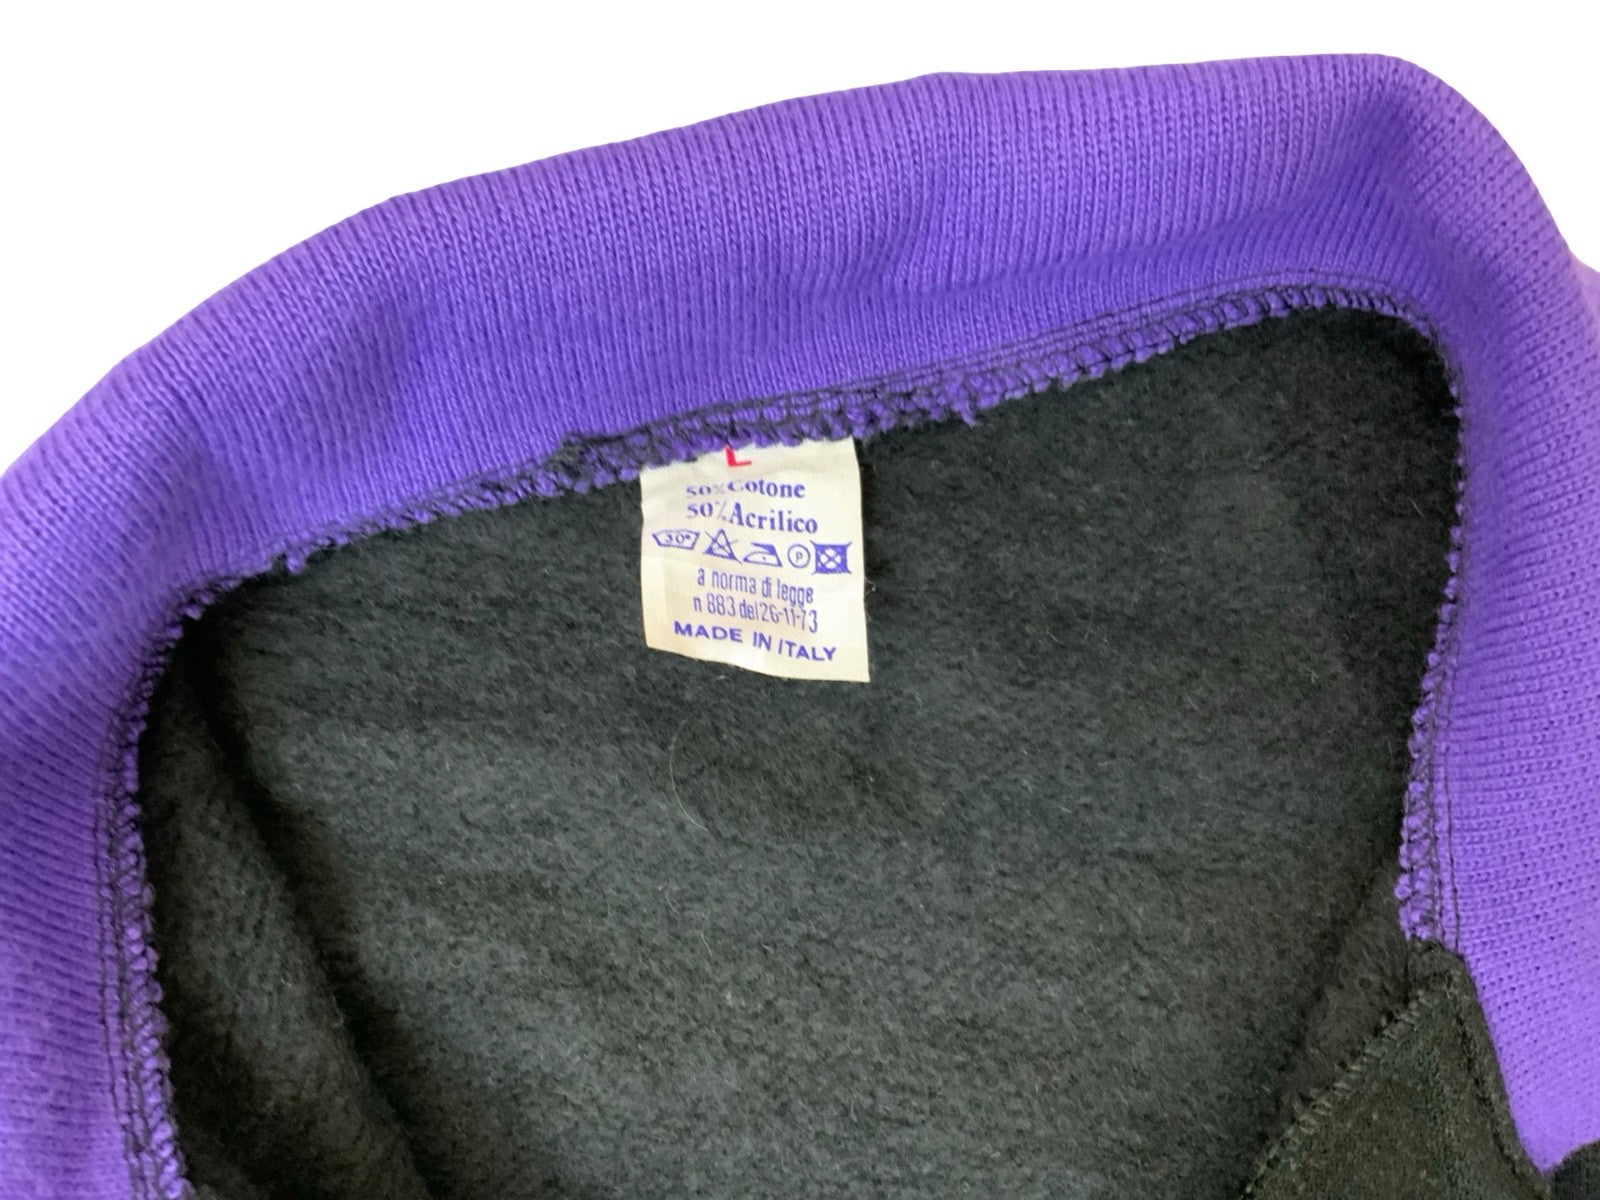 L
50% Cotone
50% Acrilico
30° P
a norma di legge
n 883 del 26-11-73
MADE IN ITALY